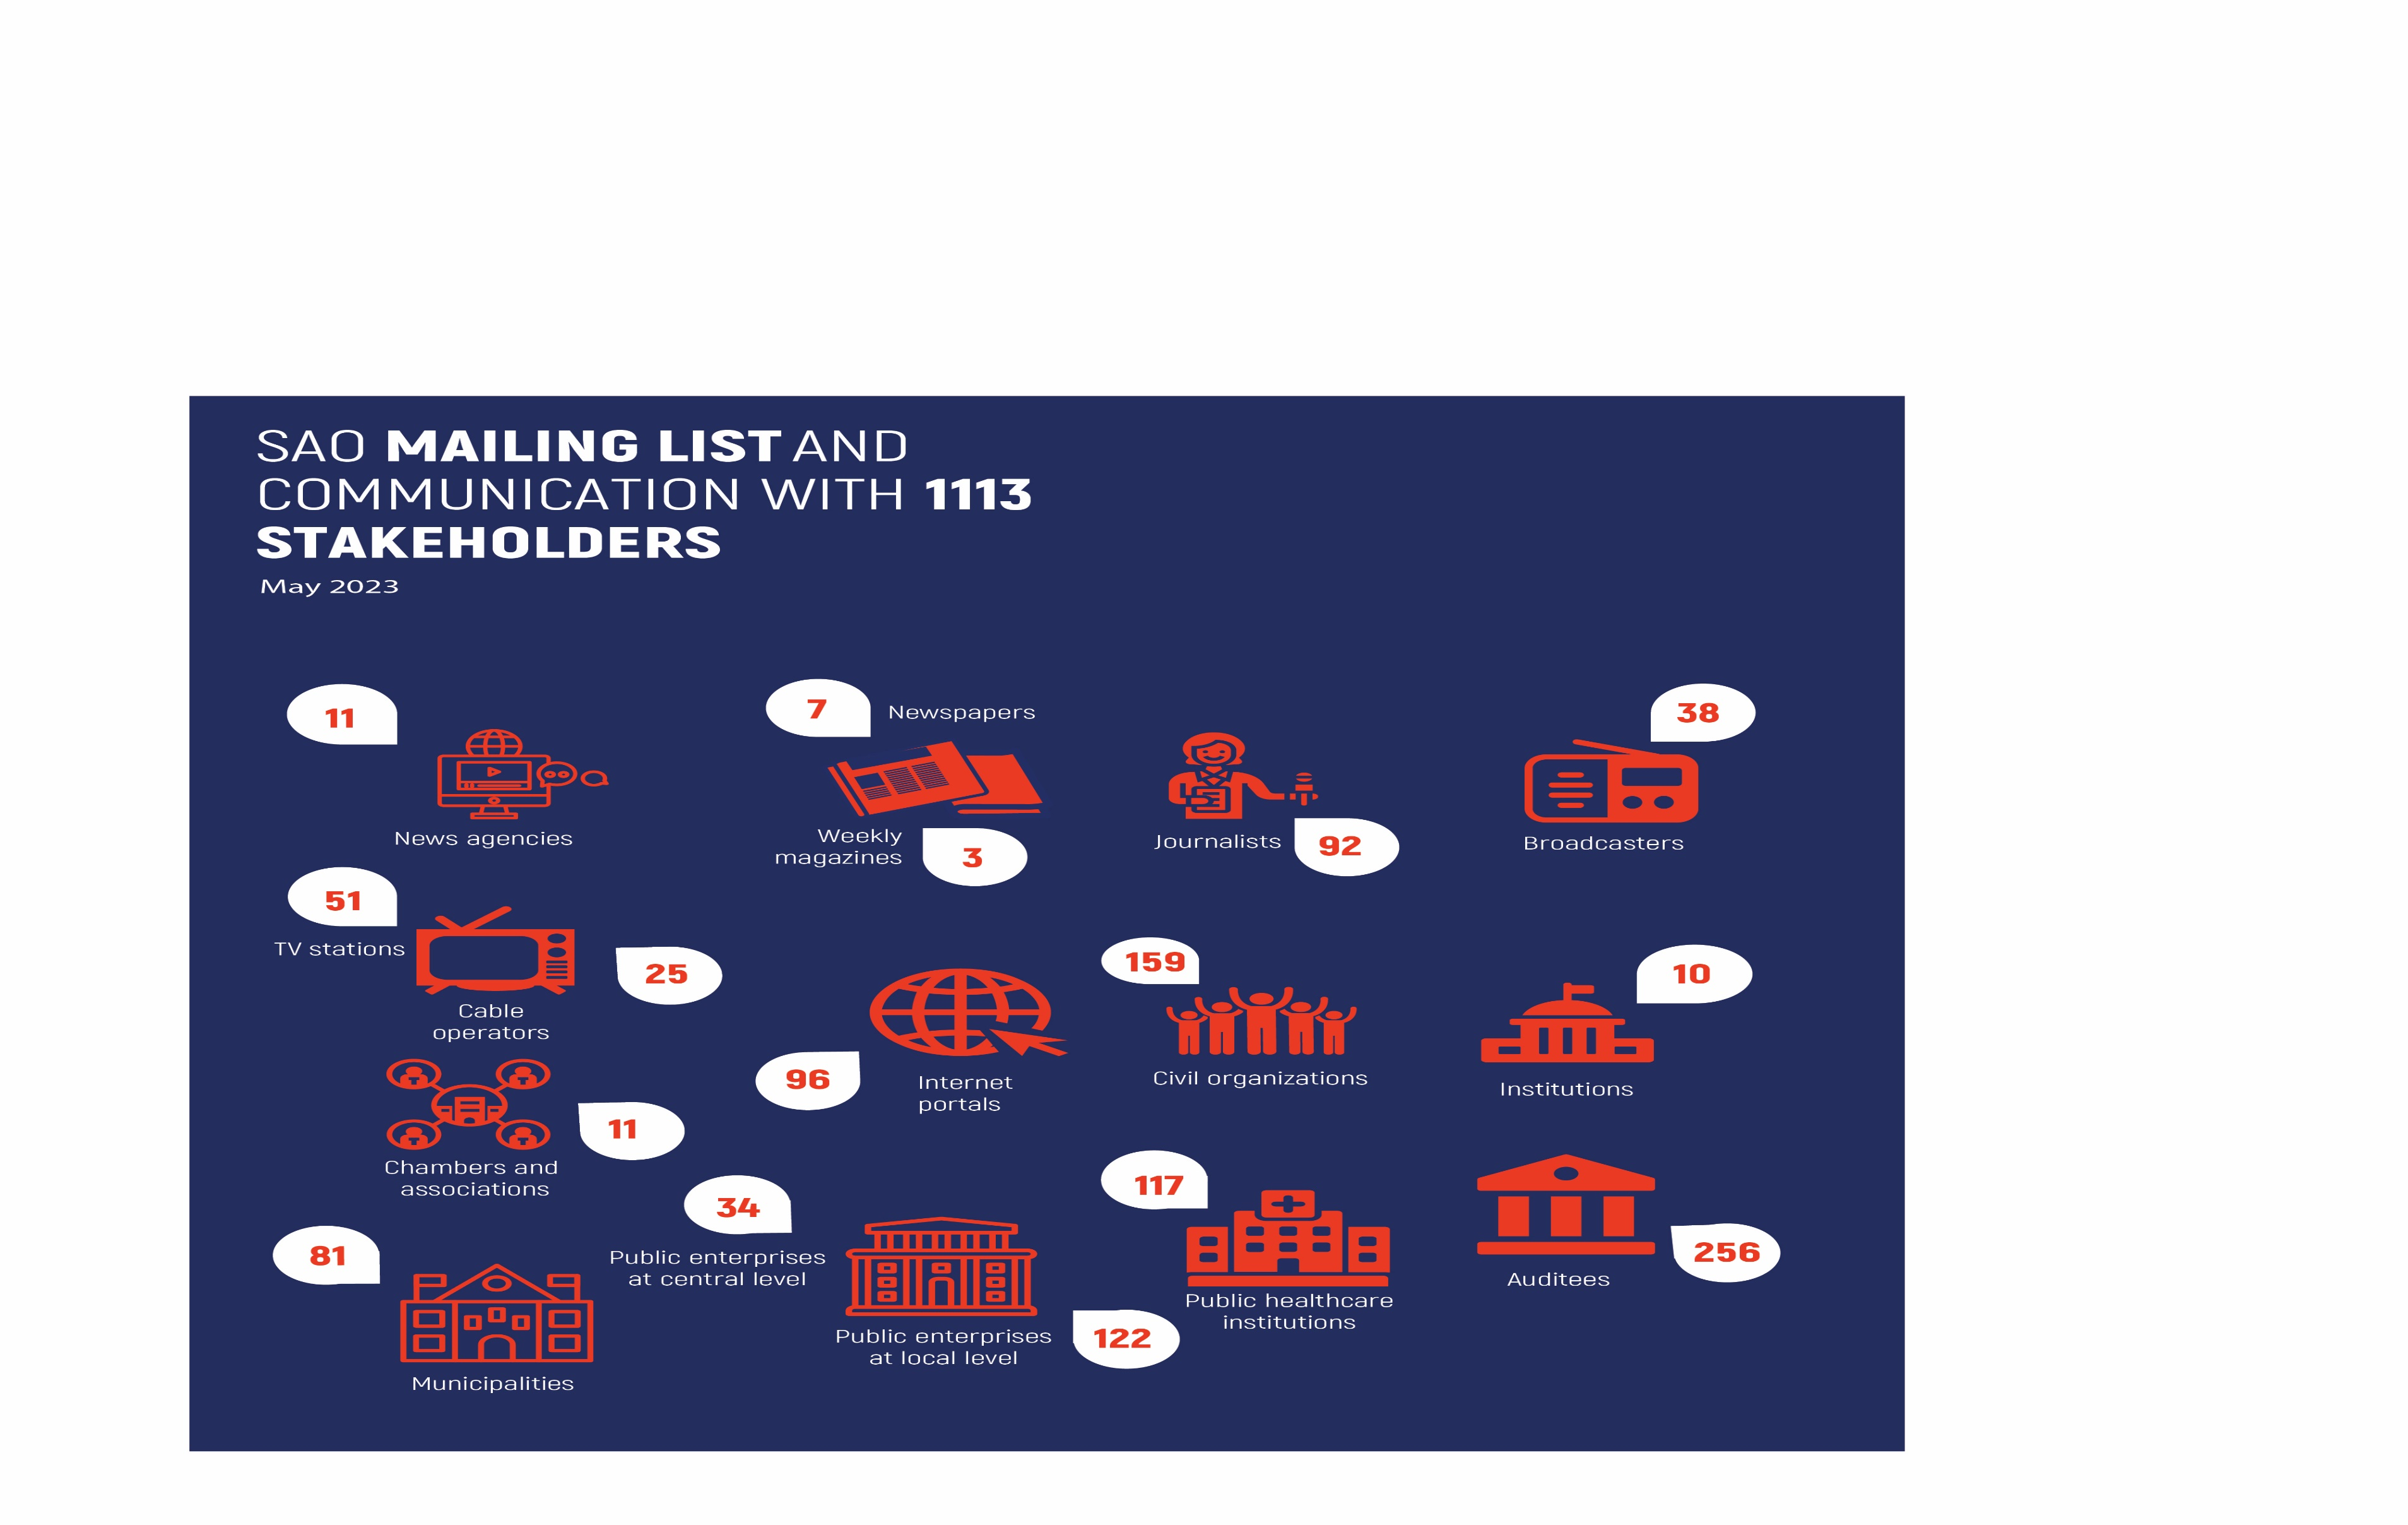 SAO MAILING LIST AND
COMMUNICATION WITH 1113
STAKEHOLDERS
May 2023
11
News agencies
7
Newspapers
Weekly
magazines
3
Journalists
92
38
Broadcasters
51
TV stations
25
Cable
operators
96
Internet
portals
159
Civil organizations
10
Institutions
11
Chambers and
associations
81
Municipalities
34
Public enterprises
at central level
Public enterprises
at local level
122
117
Public healthcare
institutions
Auditees
256